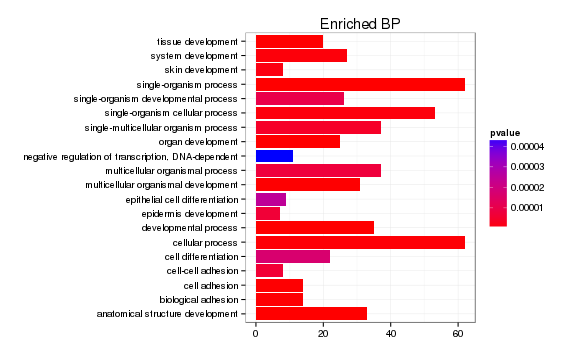 Enriched BP
tissue development
system development
skin development
single-organism process
single-organism developmental process
single-organism cellular process
single-multicellular organism process
organ development
negative regulation of transcription, DNA-dependent
multicellular organismal process
multicellular organismal development
epithelial cell differentiation
epidermis development
developmental process
cellular process
cell differentiation
cell-cell adhesion
cell adhesion
biological adhesion
anatomical structure development
0 20 40 60
pvalue
0.00004
0.00003
0.00002
0.00001